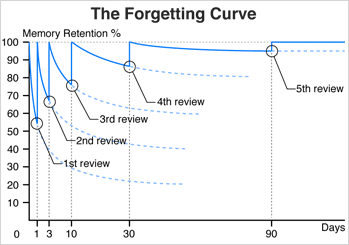 The Forgetting Curve
Memory Retention %
100
90
80
70
60
50
40
30
20
10
0
1st review
2nd review
3rd review
4th review
5th review
1
3
10
30
90
Days